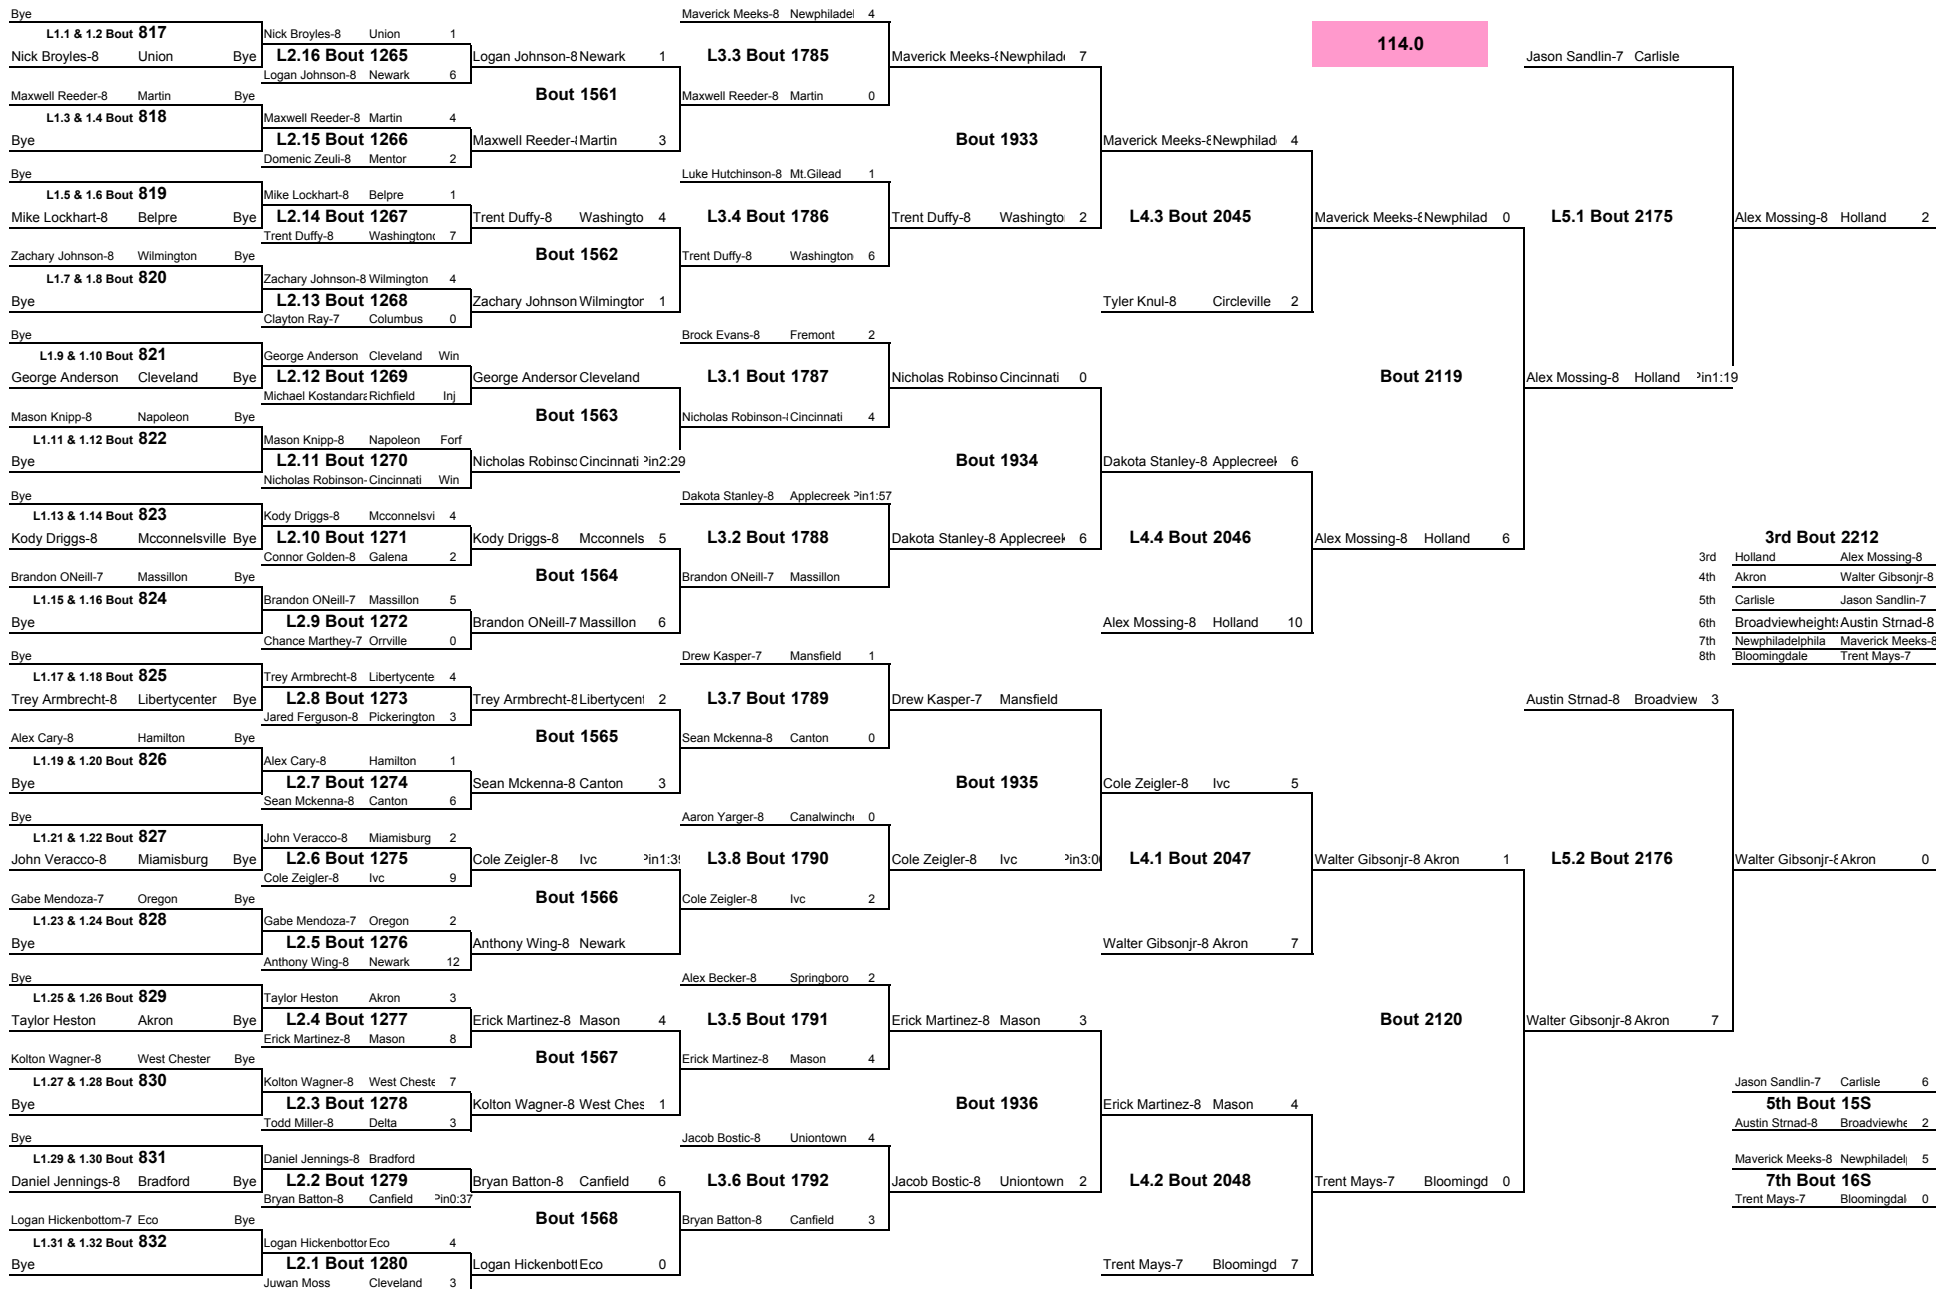 Bye
L1.1 & 1.2 Bout 817
Nick Broyles-8 Union Bye
Maxwell Reeder-8 Martin Bye
L1.3 & 1.4 Bout 818
Bye
Bye
L1.5 & 1.6 Bout 819
Mike Lockhart-8 Belpre Bye
Zachary Johnson-8 Wilmington Bye
L1.7 & 1.8 Bout 820
Bye
Bye
L1.9 & 1.10 Bout 821
George Anderson Cleveland Bye
Mason Knipp-8 Napoleon Bye
L1.11 & 1.12 Bout 822
Bye
Bye
L1.13 & 1.14 Bout 823
Kody Driggs-8 Mcconnelsville Bye
Brandon ONeill-7 Massillon Bye
L1.15 & 1.16 Bout 824
Bye
Bye
L1.17 & 1.18 Bout 825
Trey Armbrecht-8 Libertycenter Bye
Alex Cary-8 Hamilton Bye
L1.19 & 1.20 Bout 826
Bye
Bye
L1.21 & 1.22 Bout 827
John Veracco-8 Miamisburg Bye
Gabe Mendoza-7 Oregon Bye
L1.23 & 1.24 Bout 828
Bye
Bye
L1.25 & 1.26 Bout 829
Taylor Heston Akron Bye
Kolton Wagner-8 West Chester Bye
L1.27 & 1.28 Bout 830
Bye
Bye
L1.29 & 1.30 Bout 831
Daniel Jennings-8 Bradford Bye
Logan Hickenbottom-7 Eco Bye
L1.31 & 1.32 Bout 832
Bye
Nick Broyles-8 Union 1
L2.16 Bout 1265
Logan Johnson-8 Newark 6
Maxwell Reeder-8 Martin 4
L2.15 Bout 1266
Domenic Zeuli-8 Mentor 2
Mike Lockhart-8 Belpre 1
L2.14 Bout 1267
Trent Duffy-8 Washingtonc 7
Zachary Johnson-8 Wilmington 4
L2.13 Bout 1268
Clayton Ray-7 Columbus 0
George Anderson Cleveland Win
L2.12 Bout 1269
Michael Kostandara Richfield Inj
Mason Knipp-8 Napoleon Forf
L2.11 Bout 1270
Nicholas Robinson- Cincinnati Win
Kody Driggs-8 Mcconnelsvi 4
L2.10 Bout 1271
Connor Golden-8 Galena 2
Brandon ONeill-7 Massillon 5
L2.9 Bout 1272
Chance Marthey-7 Orrville 0
Trey Armbrecht-8 Libertycente 4
L2.8 Bout 1273
Jared Ferguson-8 Pickerington 3
Alex Cary-8 Hamilton 1
L2.7 Bout 1274
Sean Mckenna-8 Canton 6
John Veracco-8 Miamisburg 2
L2.6 Bout 1275
Cole Zeigler-8 Ivc 9
Gabe Mendoza-7 Oregon 2
L2.5 Bout 1276
Anthony Wing-8 Newark 12
Taylor Heston Akron 3
L2.4 Bout 1277
Erick Martinez-8 Mason 8
Kolton Wagner-8 West Cheste 7
L2.3 Bout 1278
Todd Miller-8 Delta 3
Daniel Jennings-8 Bradford
L2.2 Bout 1279
Bryan Batton-8 Canfield Pin0:37
Logan Hickenbottor Eco 4
L2.1 Bout 1280
Juwan Moss Cleveland 3
Logan Johnson-8 Newark 1
Bout 1561
Maxwell Reeder- Martin 3
Trent Duffy-8 Washingto 4
Bout 1562
Zachary Johnson Wilmingtor 1
George Andersor Cleveland
Bout 1563
Nicholas Robinsc Cincinnati Pin2:29
Kody Driggs-8 Mcconnels 5
Bout 1564
Brandon ONeill-7 Massillon 6
Trey Armbrecht-8 Libertycent 2
Bout 1565
Sean Mckenna-8 Canton 3
Cole Zeigler-8 Ivc Pin1:39
Bout 1566
Anthony Wing-8 Newark
Erick Martinez-8 Mason 4
Bout 1567
Kolton Wagner-8 West Ches 1
Bryan Batton-8 Canfield 6
Bout 1568
Logan Hickenbott Eco 0
Maverick Meeks-8 Newphiladel 4
L3.3 Bout 1785
Maxwell Reeder-8 Martin 0
Luke Hutchinson-8 Mt.Gilead 1
L3.4 Bout 1786
Trent Duffy-8 Washington 6
Brock Evans-8 Fremont 2
L3.1 Bout 1787
Nicholas Robinson- Cincinnati 4
Dakota Stanley-8 Applecreek Pin1:57
L3.2 Bout 1788
Brandon ONeill-7 Massillon
Drew Kasper-7 Mansfield 1
L3.7 Bout 1789
Sean Mckenna-8 Canton 0
Aaron Yarger-8 Canalwinche 0
L3.8 Bout 1790
Cole Zeigler-8 Ivc 2
Alex Becker-8 Springboro 2
L3.5 Bout 1791
Erick Martinez-8 Mason 4
Jacob Bostic-8 Uniontown 4
L3.6 Bout 1792
Bryan Batton-8 Canfield 3
Maverick Meeks-8 Newphilade 7
Bout 1933
Trent Duffy-8 Washingto 2
Nicholas Robinso Cincinnati 0
Bout 1934
Dakota Stanley-8 Applecreek 6
Drew Kasper-7 Mansfield
Bout 1935
Cole Zeigler-8 Ivc Pin3:00
Erick Martinez-8 Mason 3
Bout 1936
Jacob Bostic-8 Uniontown 2
Maverick Meeks-8 Newphilad 4
L4.3 Bout 2045
Tyler Knul-8 Circleville 2
Dakota Stanley-8 Applecreek 6
L4.4 Bout 2046
Alex Mossing-8 Holland 10
Cole Zeigler-8 Ivc 5
L4.1 Bout 2047
Walter Gibsonjr-8 Akron 7
Erick Martinez-8 Mason 4
L4.2 Bout 2048
Trent Mays-7 Bloomingd 7
114.0
Maverick Meeks-8 Newphilad 0
Bout 2119
Alex Mossing-8 Holland 6
Walter Gibsonjr-8 Akron 1
Bout 2120
Trent Mays-7 Bloomingd 0
Jason Sandlin-7 Carlisle
L5.1 Bout 2175
Alex Mossing-8 Holland Pin1:19
Austin Strnad-8 Broadview 3
L5.2 Bout 2176
Walter Gibsonjr-8 Akron 7
Alex Mossing-8 Holland 2
3rd Bout 2212
3rd Holland Alex Mossing-8
4th Akron Walter Gibsonjr-8
5th Carlisle Jason Sandlin-7
6th Broadviewheights Austin Strnad-8
7th Newphiladelphila Maverick Meeks-8
8th Bloomingdale Trent Mays-7
Walter Gibsonjr-8 Akron 0
Jason Sandlin-7 Carlisle 6
5th Bout 15S
Austin Strnad-8 Broadviewhe 2
Maverick Meeks-8 Newphiladel 5
7th Bout 16S
Trent Mays-7 Bloomingdal 0